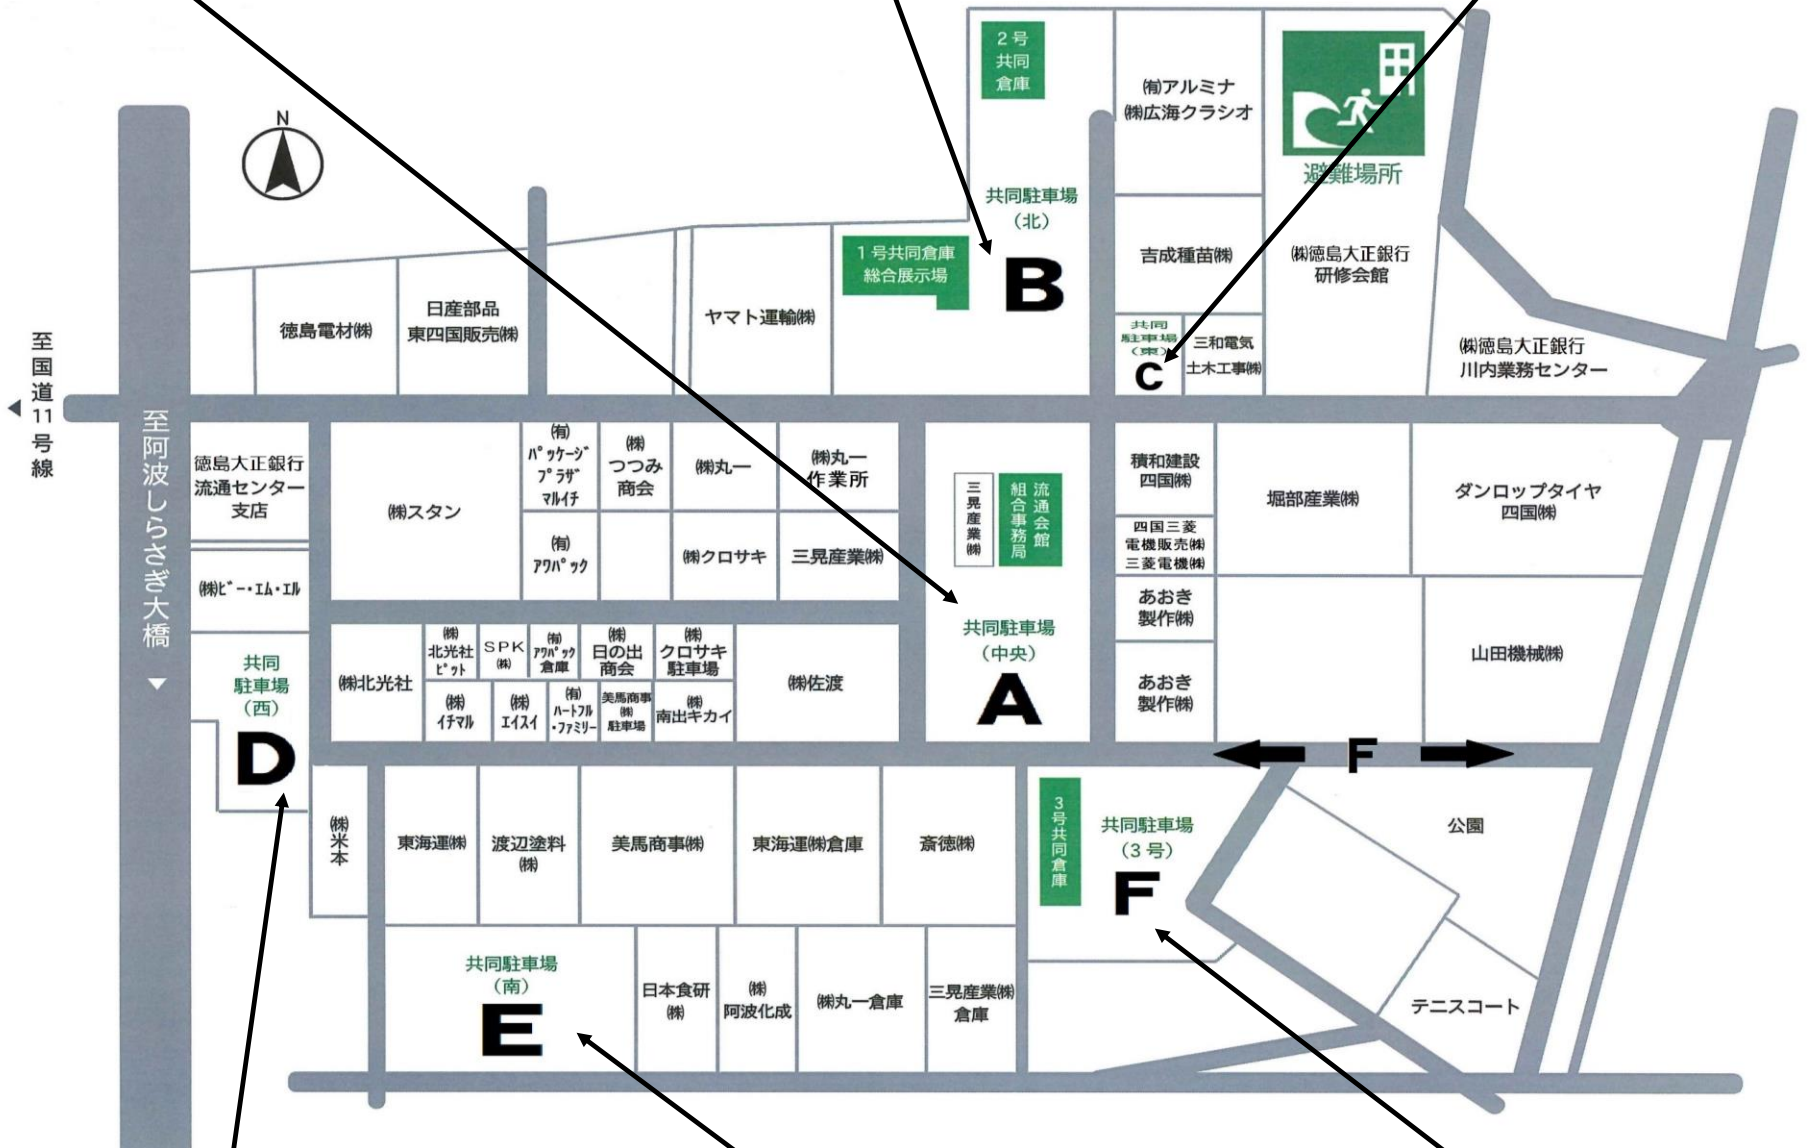 N
2号
共同
倉庫
㈲アルミナ
㈱広海クラシオ
避難場所
共同駐車場
(北)
B
1号共同倉庫
総合展示場
吉成種苗㈱
㈱徳島大正銀行
研修会館
徳島電材㈱
日産部品
東四国販売㈱
ヤマト運輸㈱
共同
駐車場
(東)
C
三和電気
土木工事㈱
㈱徳島大正銀行
川内業務センター
至国道11号線
至阿波しらさぎ大橋
徳島大正銀行
流通センター
支店
㈱スタン
㈲
パッケージ
プラザ
マルイチ
㈱
つつみ
商会
㈱丸一
㈱丸一
作業所
三晃産業㈱
流通会館
組合事務局
積和建設
四国㈱
堀部産業㈱
ダンロップタイヤ
四国㈱
㈲
アワパック
㈱クロサキ
三晃産業㈱
四国三菱
電機販売㈱
三菱電機㈱
㈱ビー・エム・エル
あおき
製作㈱
共同
駐車場
(西)
D
㈱北光社
㈱
北光社
ピット
SPK
㈱
㈲
アワパック
倉庫
㈱
日の出
商会
㈱
クロサキ
駐車場
㈱佐渡
㈱
イチマル
㈱
エイスイ
㈲
ハートフル
・ファミリー
美馬商事
㈱
駐車場
㈱
南出キカイ
共同駐車場
(中央)
A
あおき
製作㈱
山田機械㈱
F
㈱米本
東海運㈱
渡辺塗料
㈱
美馬商事㈱
東海運㈱倉庫
斎徳㈱
3号共同倉庫
共同駐車場
(3号)
F
公園
共同駐車場
(南)
E
日本食研
㈱
㈱
阿波化成
㈱丸一倉庫
三晃産業㈱
倉庫
テニスコート